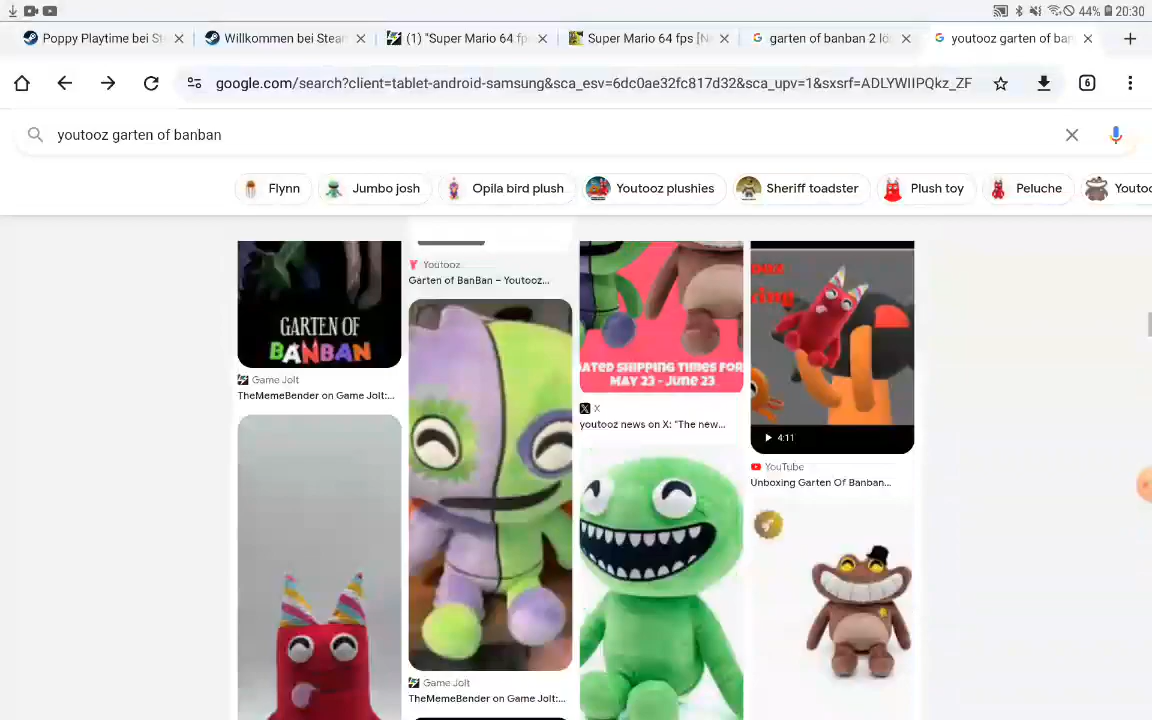 44% 20:30
Poppy Playtime bei St
Willkommen bei Steam
(1) "Super Mario 64 fp
Super Mario 64 fps [N
garten of banban 2 lö
youtooz garten of ban
google.com/search?client=tablet-android-samsung&sca_esv=6dc0ae32fc817d32&sca_upv=1&sxsrf=ADLYWIIPQkz_ZF
6
youtooz garten of banban
Flynn
Jumbo josh
Opila bird plush
Youtooz plushies
Sheriff toadster
Plush toy
Peluche
Youtoo
GARTEN OF
BANBAN
Game Jolt
TheMemeBender on Game Jolt:...
Youtooz
Garten of BanBan – Youtooz...
Game Jolt
TheMemeBender on Game Jolt:...
ATED SHIPPING TIMES FOR
MAY 23 - JUNE 23
X
youtooz news on X: "The new...
4:11
YouTube
Unboxing Garten Of Banban...